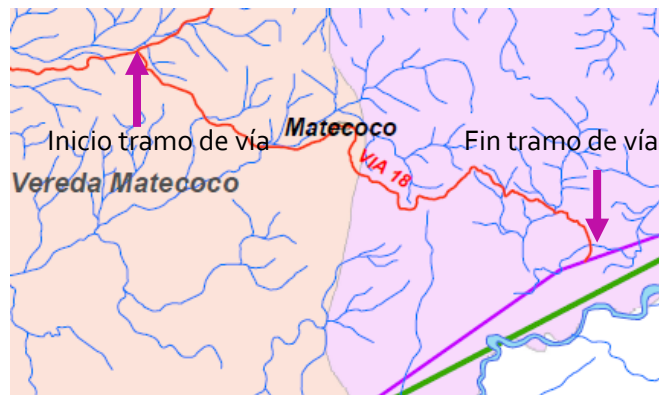 Inicio tramo de vía
Matecoco
Fin tramo de vía
VIA 18
Vereda Matecoco